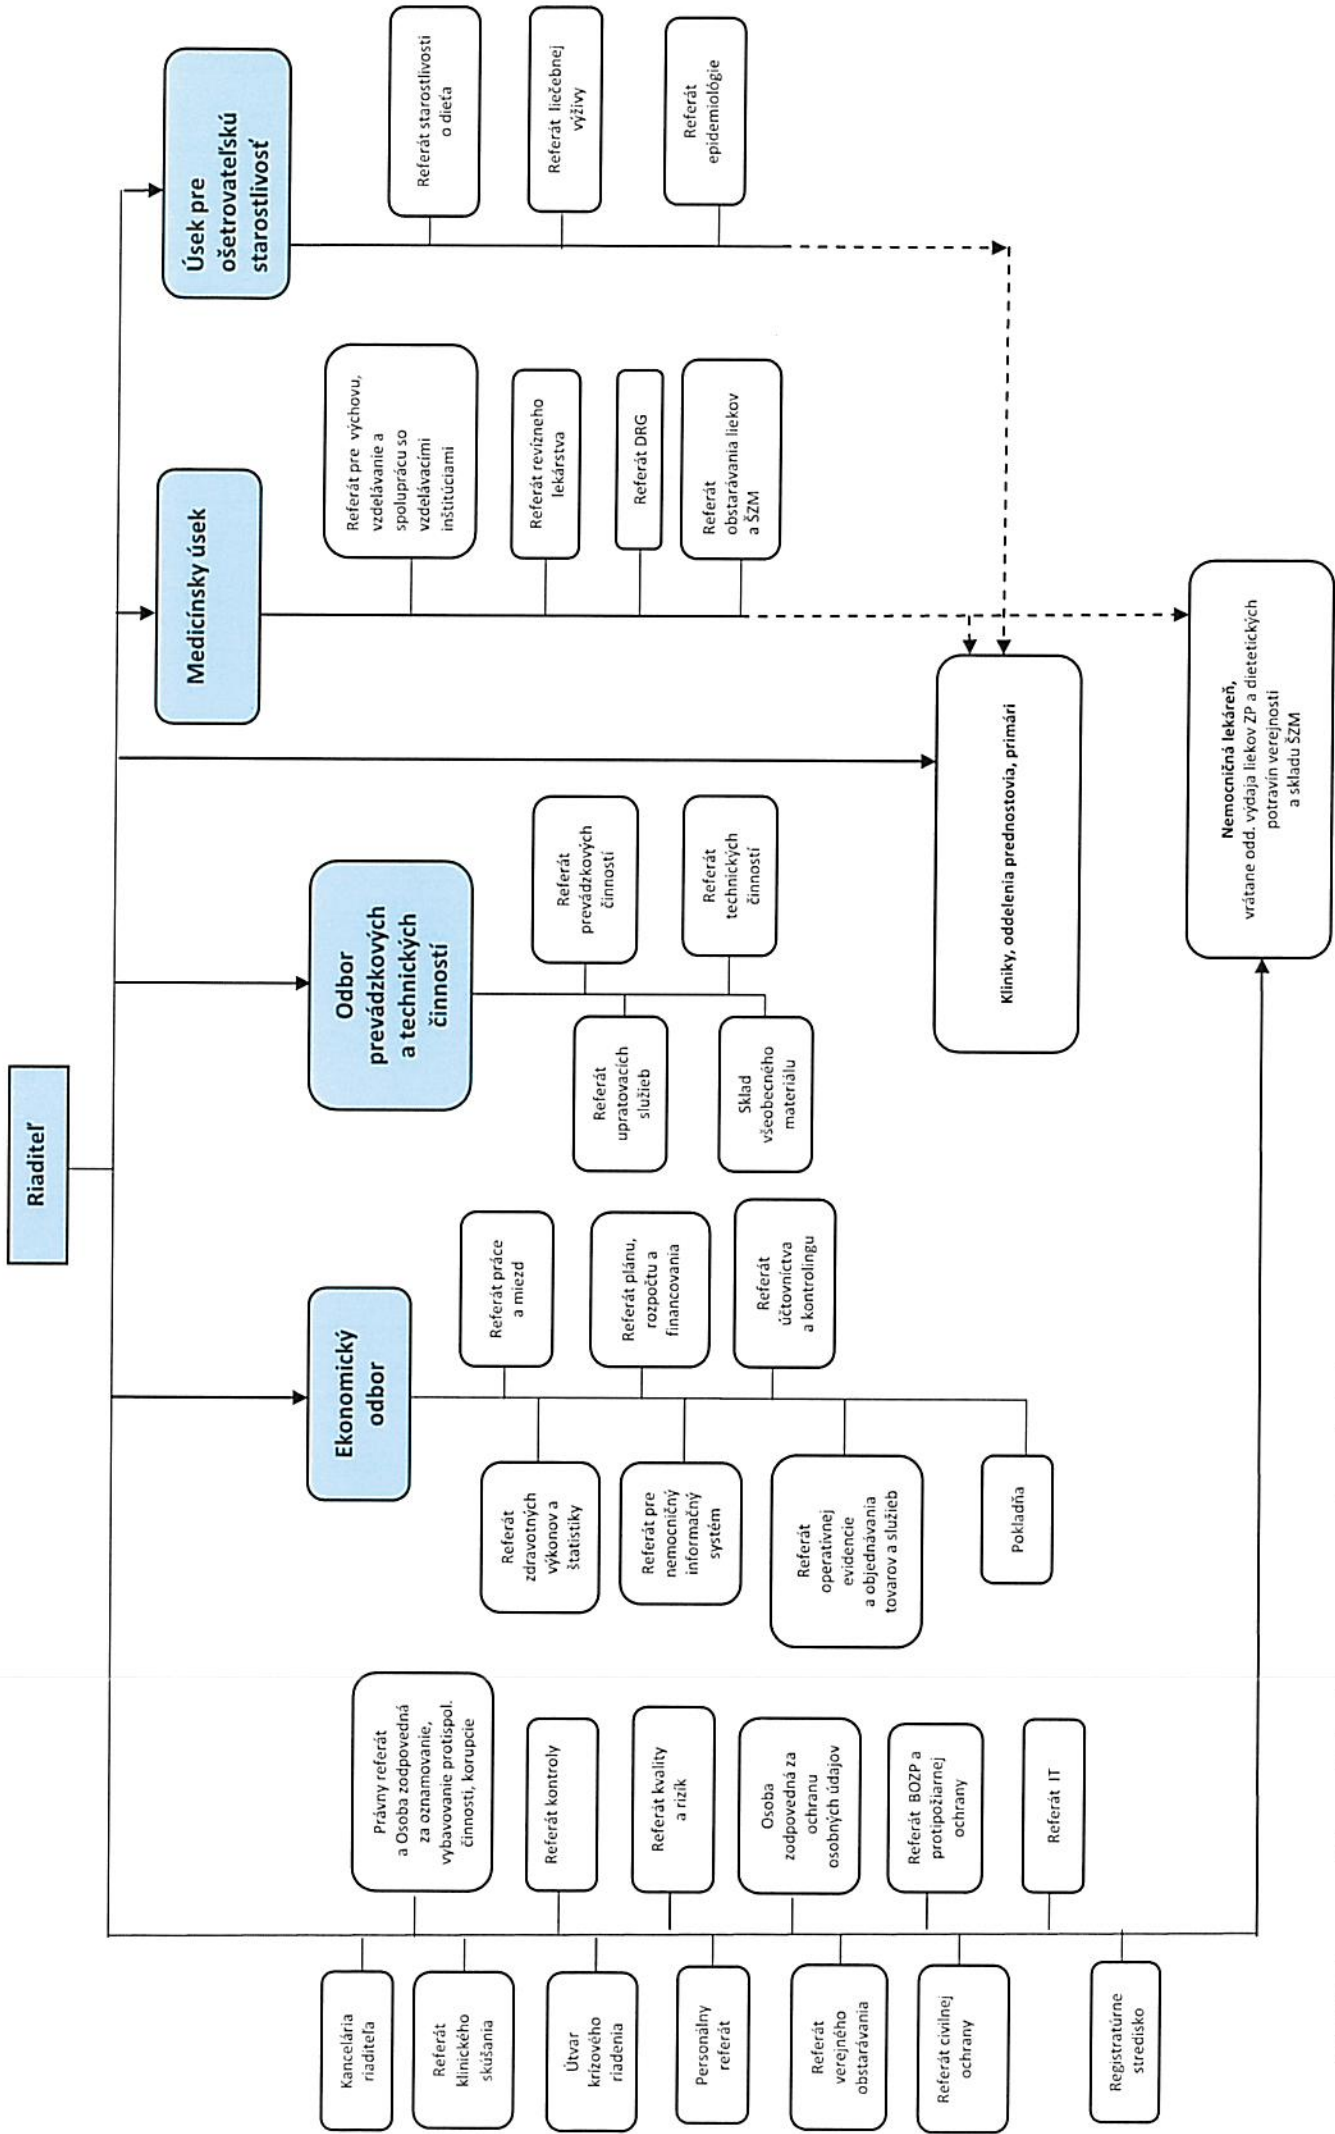 Riaditeľ
Kancelária
riaditeľa
Referát
klinického
skúšania
Útvar
krízového
riadenia
Personálny
referát
Referát
verejného
obstarávania
Referát civilnej
ochrany
Registratúrne
stredisko
Právny referát
a Osoba zodpovedná
za oznamovanie,
vybavovanie protispol.
činnosti, korupcie
Referát kontroly
Referát kvality
a rizík
Osoba
zodpovedná za
ochranu
osobných údajov
Referát BOZP a
protipožiarnej
ochrany
Referát IT
Ekonomický
odbor
Referát
zdravotných
výkonov a
štatistiky
Referát pre
nemocničný
informačný
systém
Referát
operatívnej
evidencie
a objednávania
tovarov a služieb
Pokladňa
Referát práce
a miezd
Referát plánu,
rozpočtu a
financovania
Referát
účtovníctva
a kontrolingu
Odbor
prevádzkových
a technických
činností
Referát
upratovacích
služieb
Sklad
všeobecného
materiálu
Referát
prevádzkových
činností
Referát
technických
činností
Medicínsky úsek
Referát pre výchovu,
vzdelávanie a
spoluprácu so
vzdelávacími
inštitúciami
Referát revízneho
lekárstva
Referát DRG
Referát
obstarávania liekov
a ŠZM
Úsek pre
ošetrovateľskú
starostlivosť
Referát starostlivosti
o dieta
Referát liečebnej
výživy
Referát
epidemiológie
Kliniky, oddelenia prednostovia, primári
Nemocničná lekáreň,
vrátane odd. výdaja liekov ZP a dietetických
potravín verejnosti
a skladu ŠZM